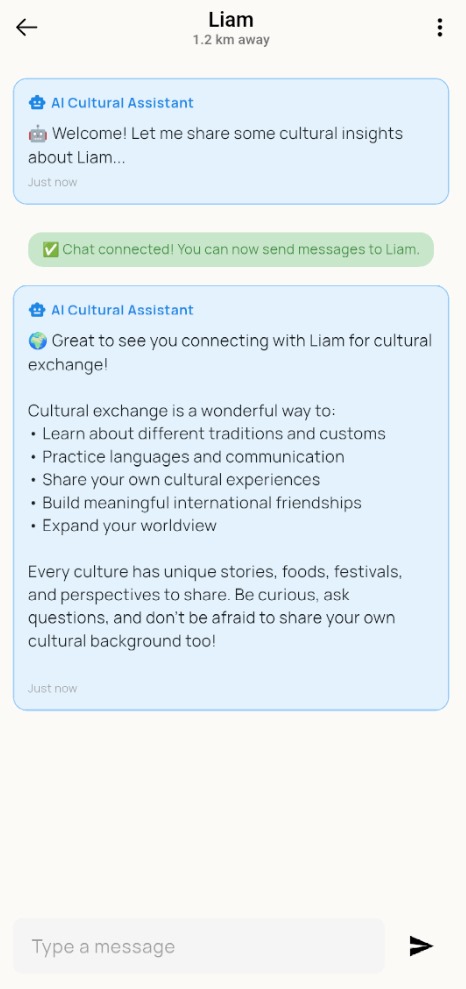 Liam
1.2 km away
AI Cultural Assistant
🤖 Welcome! Let me share some cultural insights
about Liam...
Just now
✅ Chat connected! You can now send messages to Liam.
AI Cultural Assistant
🌍 Great to see you connecting with Liam for cultural
exchange!
Cultural exchange is a wonderful way to:
• Learn about different traditions and customs
• Practice languages and communication
• Share your own cultural experiences
• Build meaningful international friendships
• Expand your worldview
Every culture has unique stories, foods, festivals,
and perspectives to share. Be curious, ask
questions, and don't be afraid to share your own
cultural background too!
Just now
Type a message